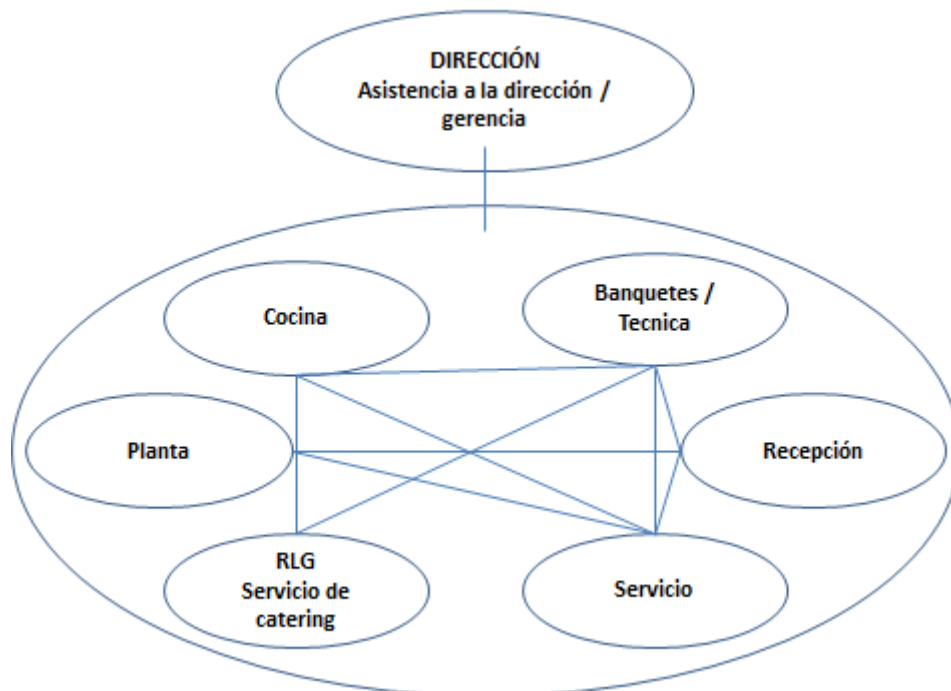 DIRECCIÓN
Asistencia a la dirección /
gerencia
Cocina
Banquetes /
Tecnica
Planta
Recepción
RLG
Servicio de
catering
Servicio